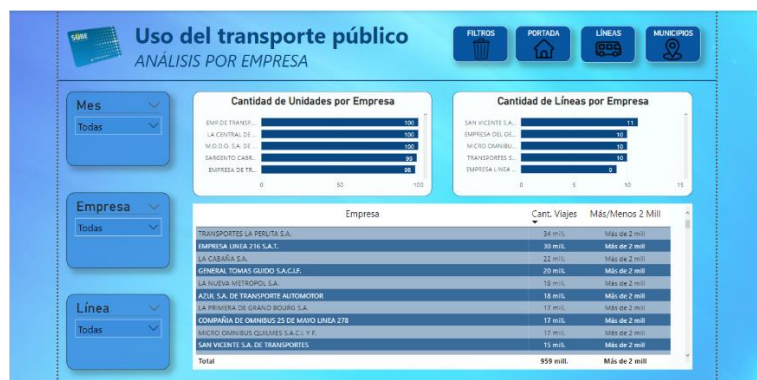 SUBE
Uso del transporte público
ANÁLISIS POR EMPRESA
FILTROS
PORTADA
LÍNEAS
MUNICIPIOS
Mes
Todas
Empresa
Todas
Línea
Todas
Cantidad de Unidades por Empresa
EMP.DE TRANSP... 100
LA CENTRAL DE ... 100
M.O.D.O. S.A. DE ... 100
SARGENTO CABR... 99
EMPRESA DE TR... 98
0 50 100
Cantidad de Líneas por Empresa
SAN VICENTE S.A... 11
EMPRESA DEL OE... 10
MICRO OMNIBU... 10
TRANSPORTES S... 10
EMPRESA LINEA ... 9
0 5 10 15
Empresa Cant. Viajes Más/Menos 2 Mill
TRANSPORTES LA PERLITA S.A. 34 mill. Más de 2 mill
EMPRESA LINEA 216 S.A.T. 30 mill. Más de 2 mill
LA CABAÑA S.A. 22 mill. Más de 2 mill
GENERAL TOMAS GUIDO S.A.C.I.F. 20 mill. Más de 2 mill
LA NUEVA METROPOL S.A. 18 mill. Más de 2 mill
AZUL S.A. DE TRANSPORTE AUTOMOTOR 18 mill. Más de 2 mill
LA PRIMERA DE GRAND BOURG S.A. 17 mill. Más de 2 mill
COMPAÑIA DE OMNIBUS 25 DE MAYO LINEA 278 17 mill. Más de 2 mill
MICRO OMNIBUS QUILMES S.A.C.I. Y F. 17 mill. Más de 2 mill
SAN VICENTE S.A. DE TRANSPORTES 15 mill. Más de 2 mill
Total 959 mill. Más de 2 mill